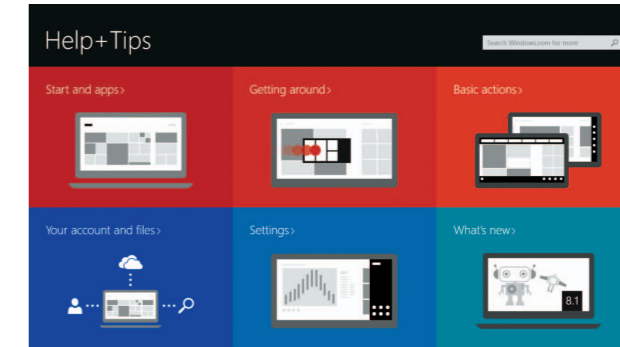 Help+Tips
Search Windows.com for more
Start and apps›
Getting around›
Basic actions›
Your account and files›
Settings›
What's new›
8.1